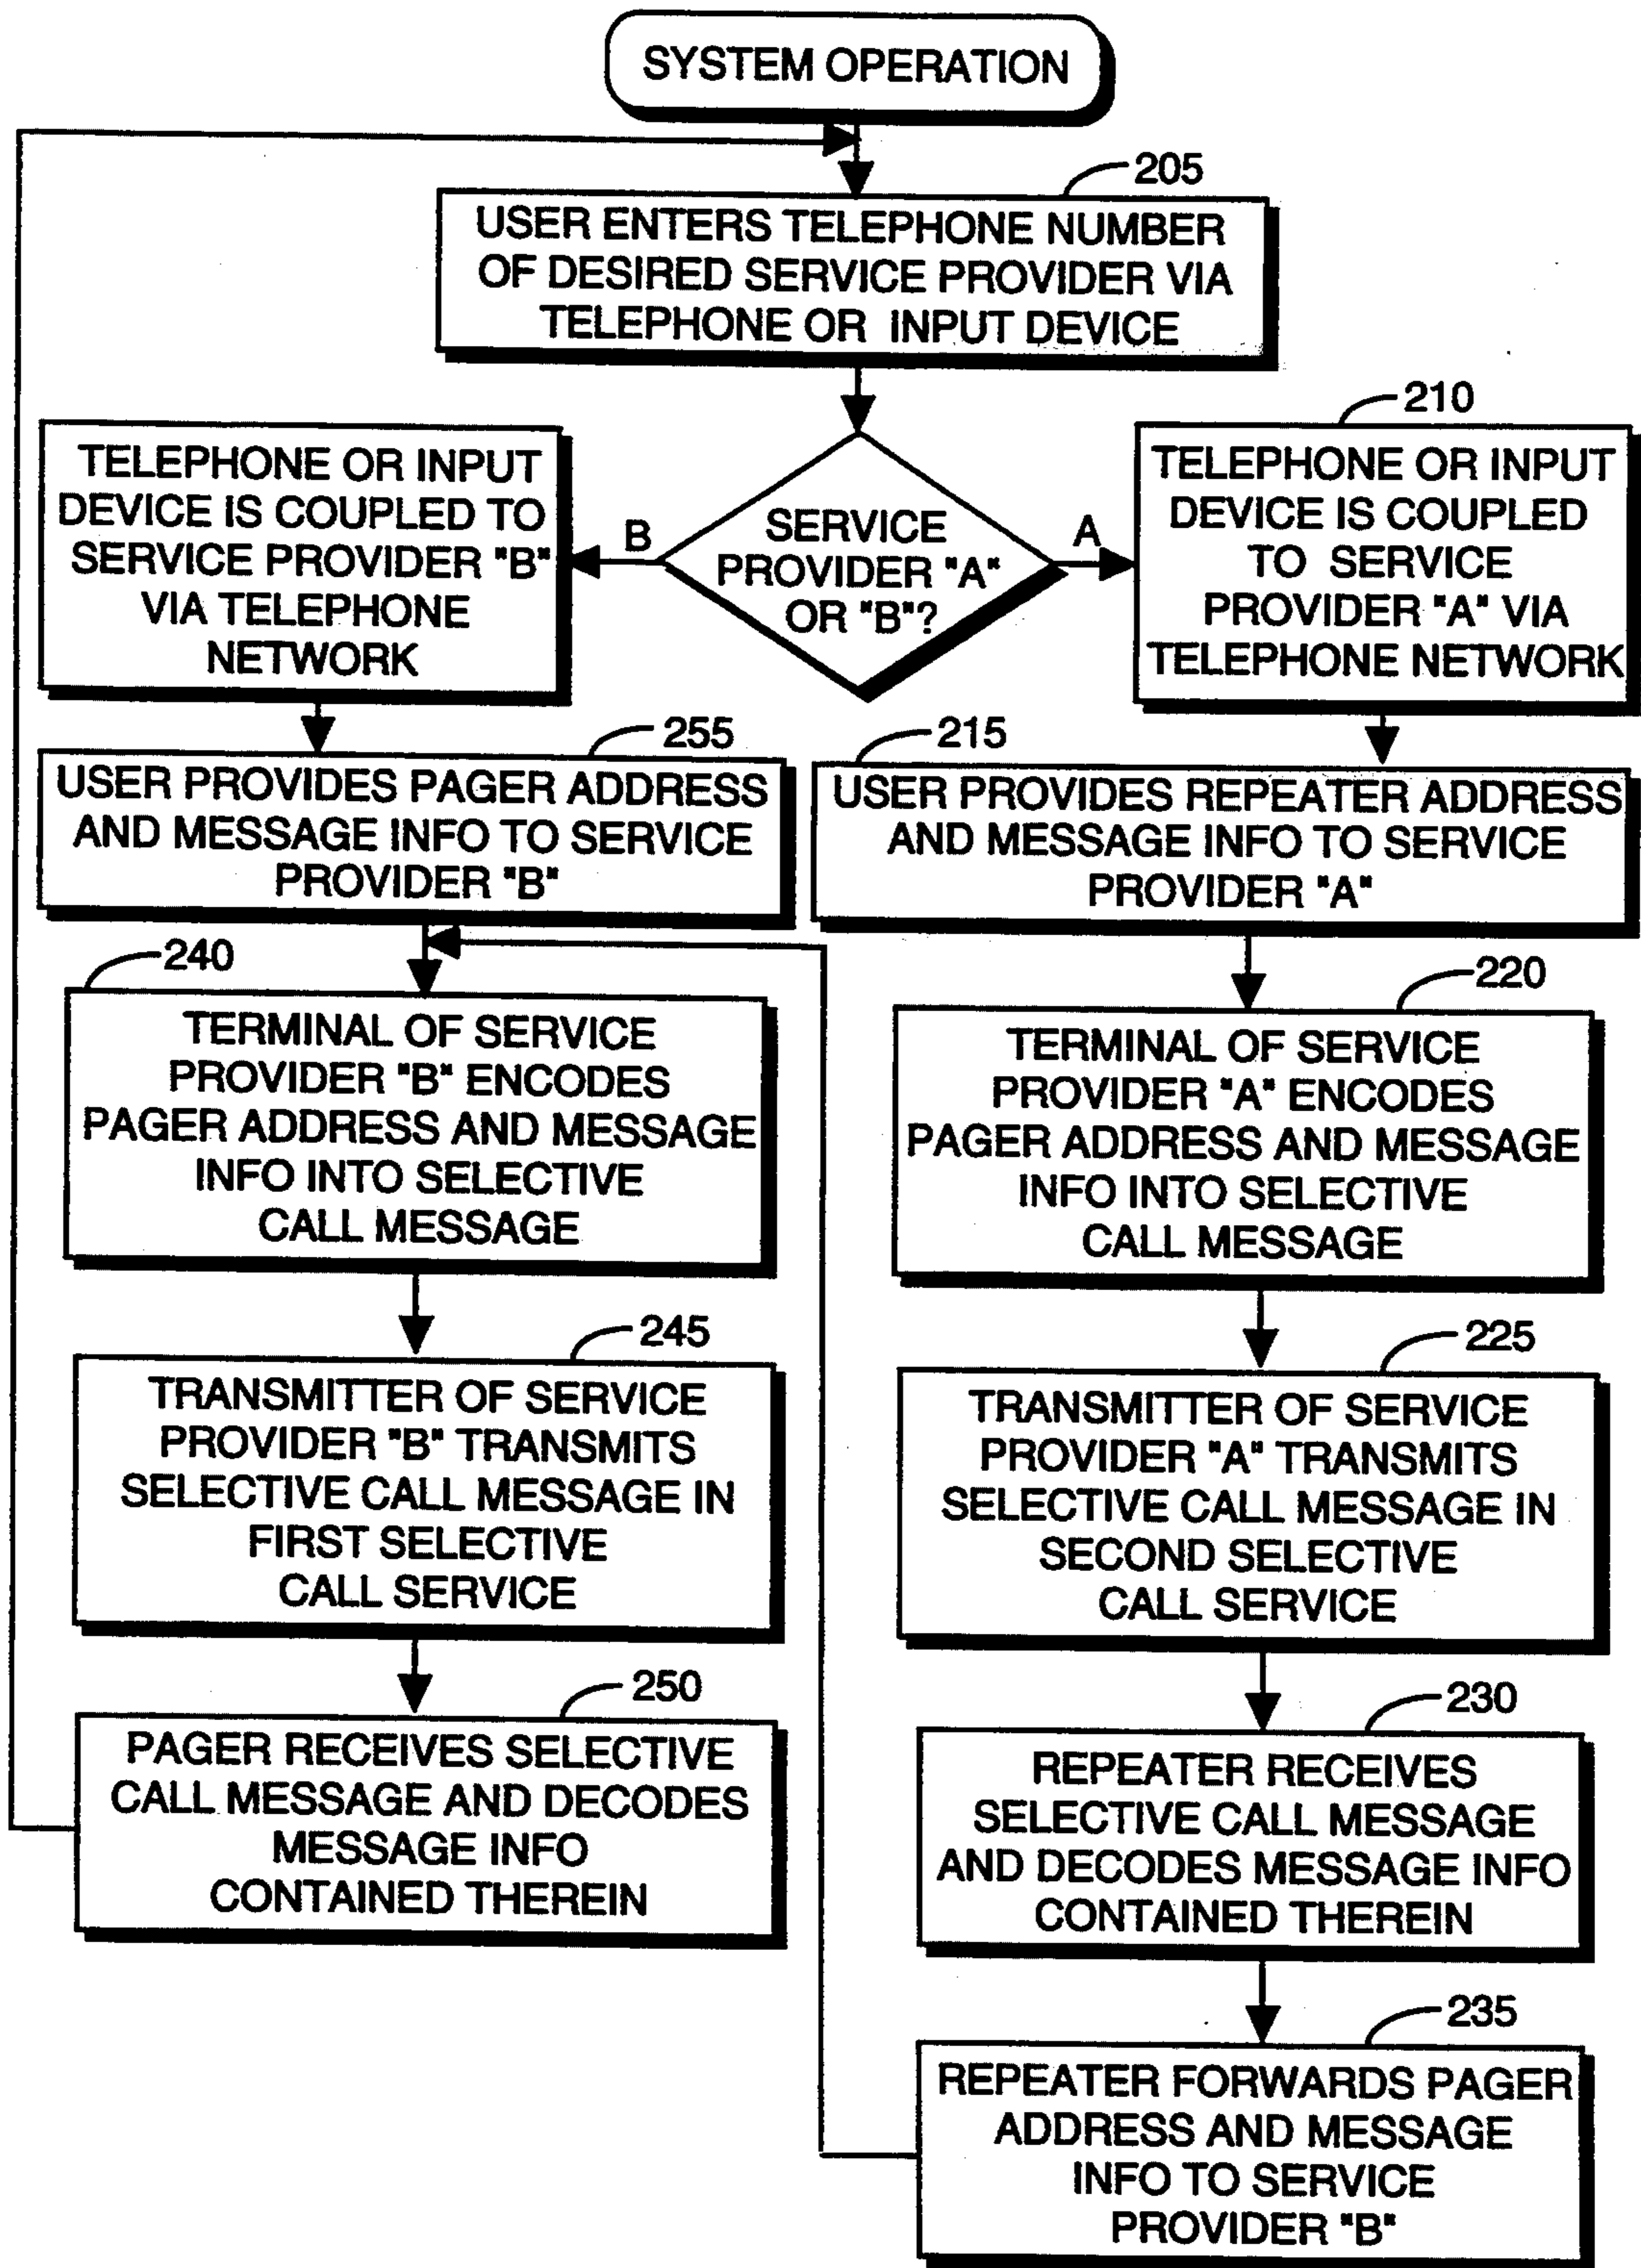 SYSTEM OPERATION
205
USER ENTERS TELEPHONE NUMBER
OF DESIRED SERVICE PROVIDER VIA
TELEPHONE OR INPUT DEVICE
SERVICE
PROVIDER "A"
OR "B"?
B
A
TELEPHONE OR INPUT
DEVICE IS COUPLED TO
SERVICE PROVIDER "B"
VIA TELEPHONE
NETWORK
210
TELEPHONE OR INPUT
DEVICE IS COUPLED
TO SERVICE
PROVIDER "A" VIA
TELEPHONE NETWORK
255
USER PROVIDES PAGER ADDRESS
AND MESSAGE INFO TO SERVICE
PROVIDER "B"
215
USER PROVIDES REPEATER ADDRESS
AND MESSAGE INFO TO SERVICE
PROVIDER "A"
240
TERMINAL OF SERVICE
PROVIDER "B" ENCODES
PAGER ADDRESS AND MESSAGE
INFO INTO SELECTIVE
CALL MESSAGE
220
TERMINAL OF SERVICE
PROVIDER "A" ENCODES
PAGER ADDRESS AND MESSAGE
INFO INTO SELECTIVE
CALL MESSAGE
245
TRANSMITTER OF SERVICE
PROVIDER "B" TRANSMITS
SELECTIVE CALL MESSAGE IN
FIRST SELECTIVE
CALL SERVICE
225
TRANSMITTER OF SERVICE
PROVIDER "A" TRANSMITS
SELECTIVE CALL MESSAGE IN
SECOND SELECTIVE
CALL SERVICE
250
PAGER RECEIVES SELECTIVE
CALL MESSAGE AND DECODES
MESSAGE INFO
CONTAINED THEREIN
230
REPEATER RECEIVES
SELECTIVE CALL MESSAGE
AND DECODES MESSAGE INFO
CONTAINED THEREIN
235
REPEATER FORWARDS PAGER
ADDRESS AND MESSAGE
INFO TO SERVICE
PROVIDER "B"